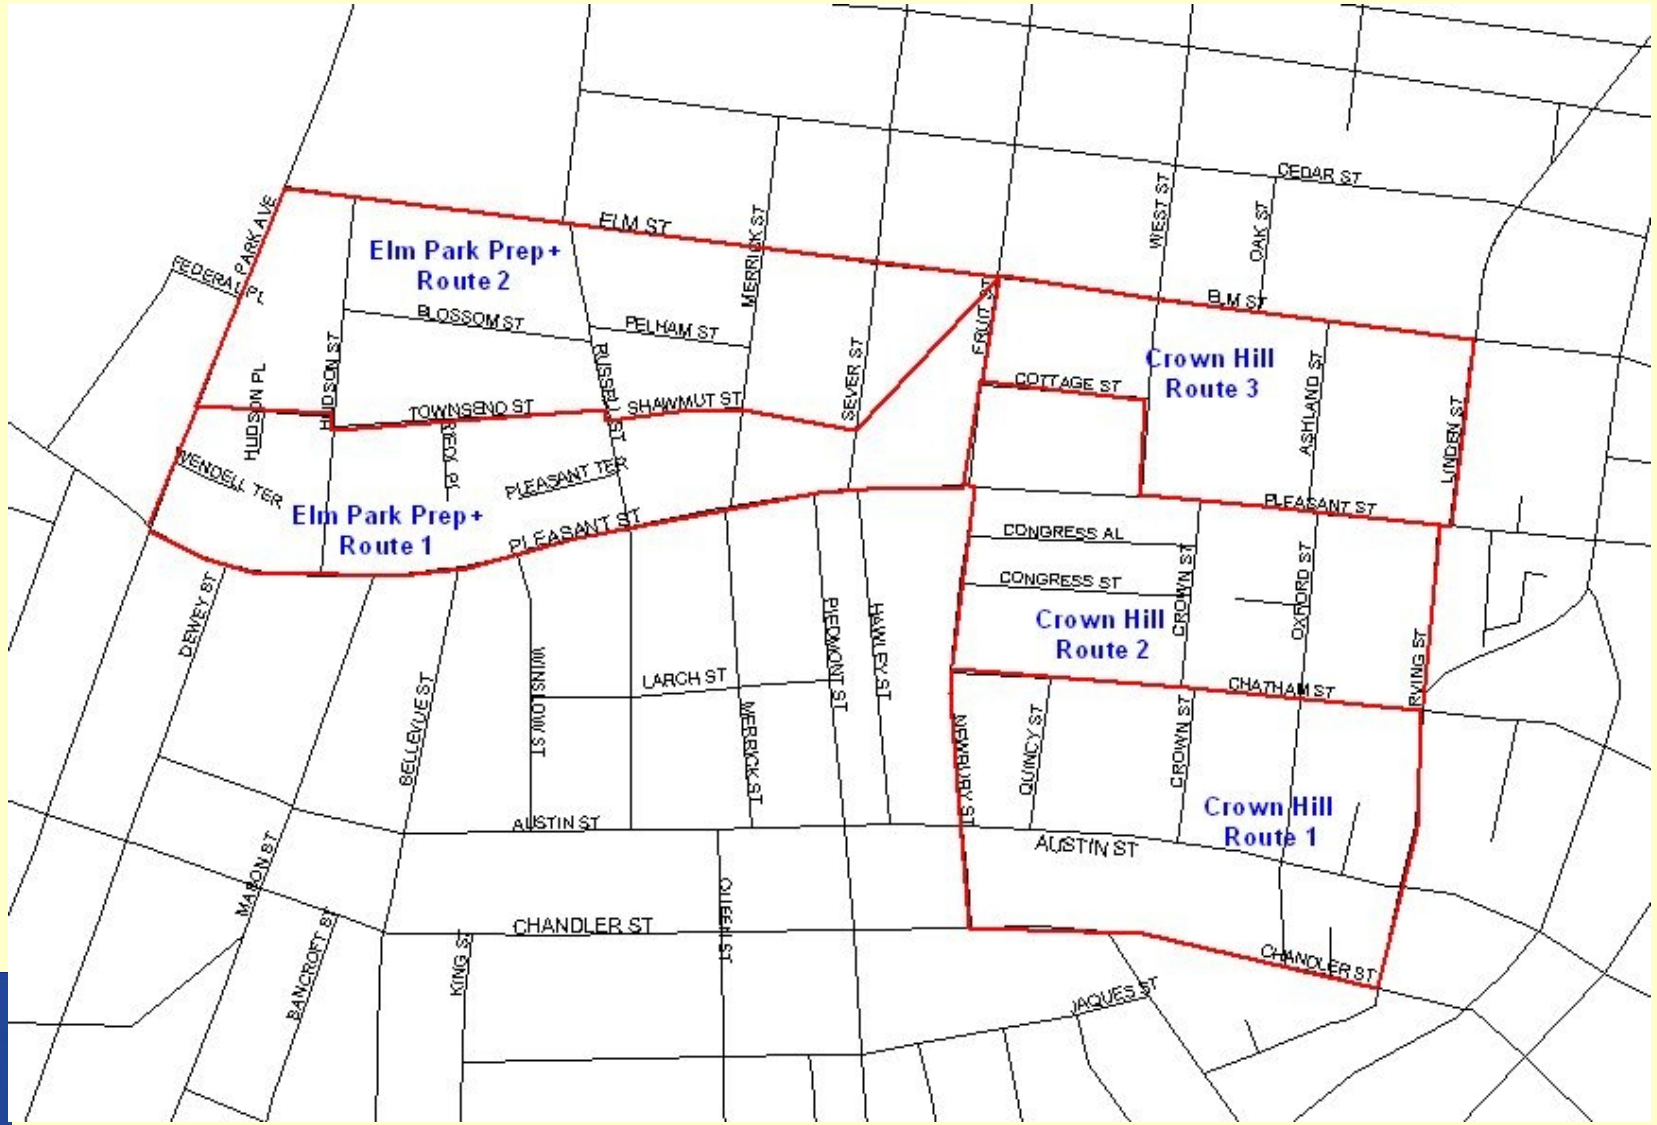 CEDAR ST
WEST ST
OAK ST
PARK AVE
ELM ST
MERRICK ST
Elm Park Prep+
Route 2
FEDERAL PL
ELM ST
FRUIT ST
BLOSSOM ST
PELHAM ST
HUDSON ST
RUSSELL ST
SEVER ST
Crown Hill
Route 3
COTTAGE ST
ASHLAND ST
HUDSON PL
TOWNSEND ST
SHAWMUT ST
LINDEN ST
WENDELL TER
PLEASANT TER
PLEASANT ST
Elm Park Prep+
Route 1
PLEASANT ST
CONGRESS AL
CONGRESS ST
CROWN ST
OXFORD ST
DEWEY ST
Crown Hill
Route 2
PIEDMONT ST
HAWLEY ST
IRVING ST
WINSLOW ST
LARCH ST
CHATHAM ST
BELLEVUE ST
MERRICK ST
NEWBURY ST
QUINCY ST
CROWN ST
Crown Hill
Route 1
AUSTIN ST
AUSTIN ST
MASON ST
QUEEN ST
BANCROFT ST
KING ST
CHANDLER ST
CHANDLER ST
JAQUES ST